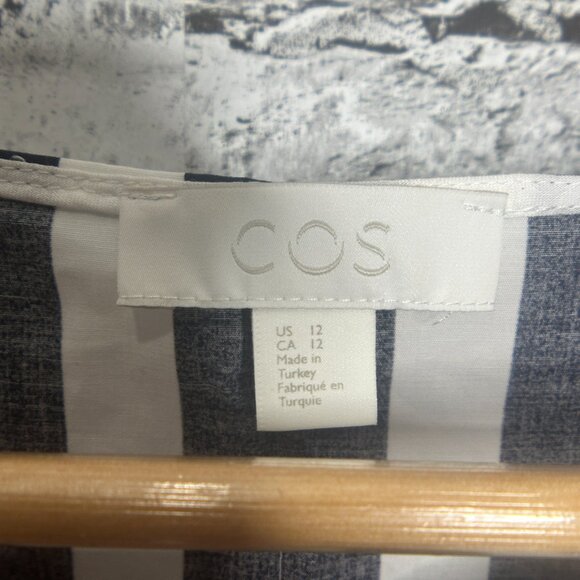 COS
US 12
CA 12
Made in
Turkey
Fabriqué en
Turquie